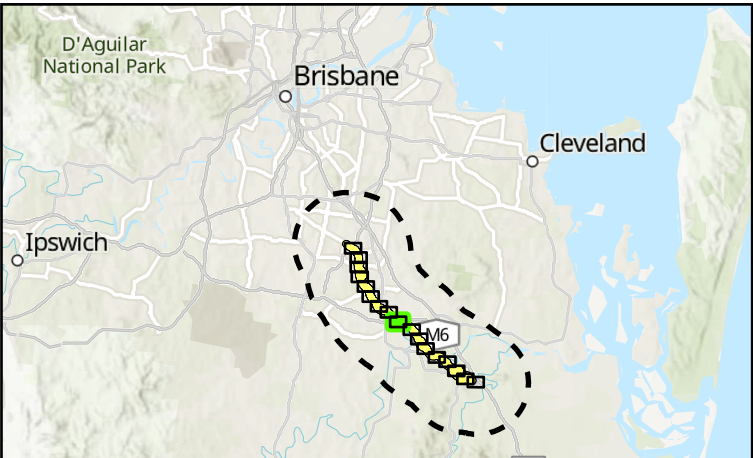 D'Aguilar
National Park
Brisbane
Cleveland
Ipswich
M6